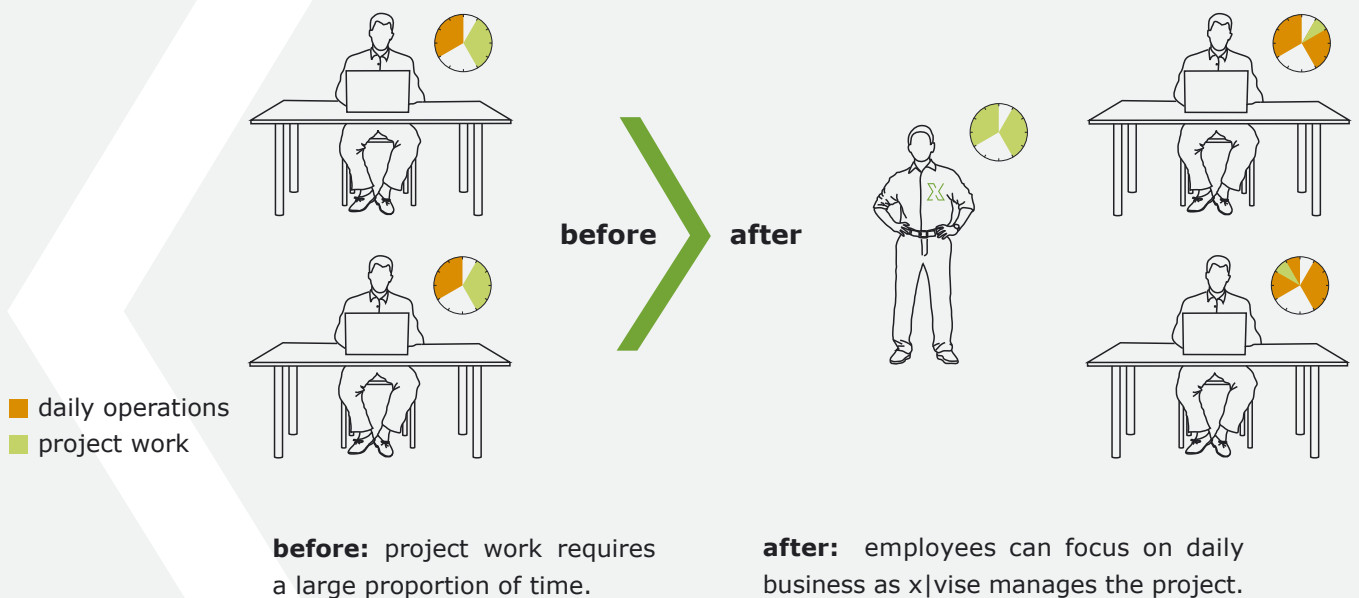 before
after
daily operations
project work
before: project work requires
a large proportion of time.
after: employees can focus on daily
business as x|vise manages the project.